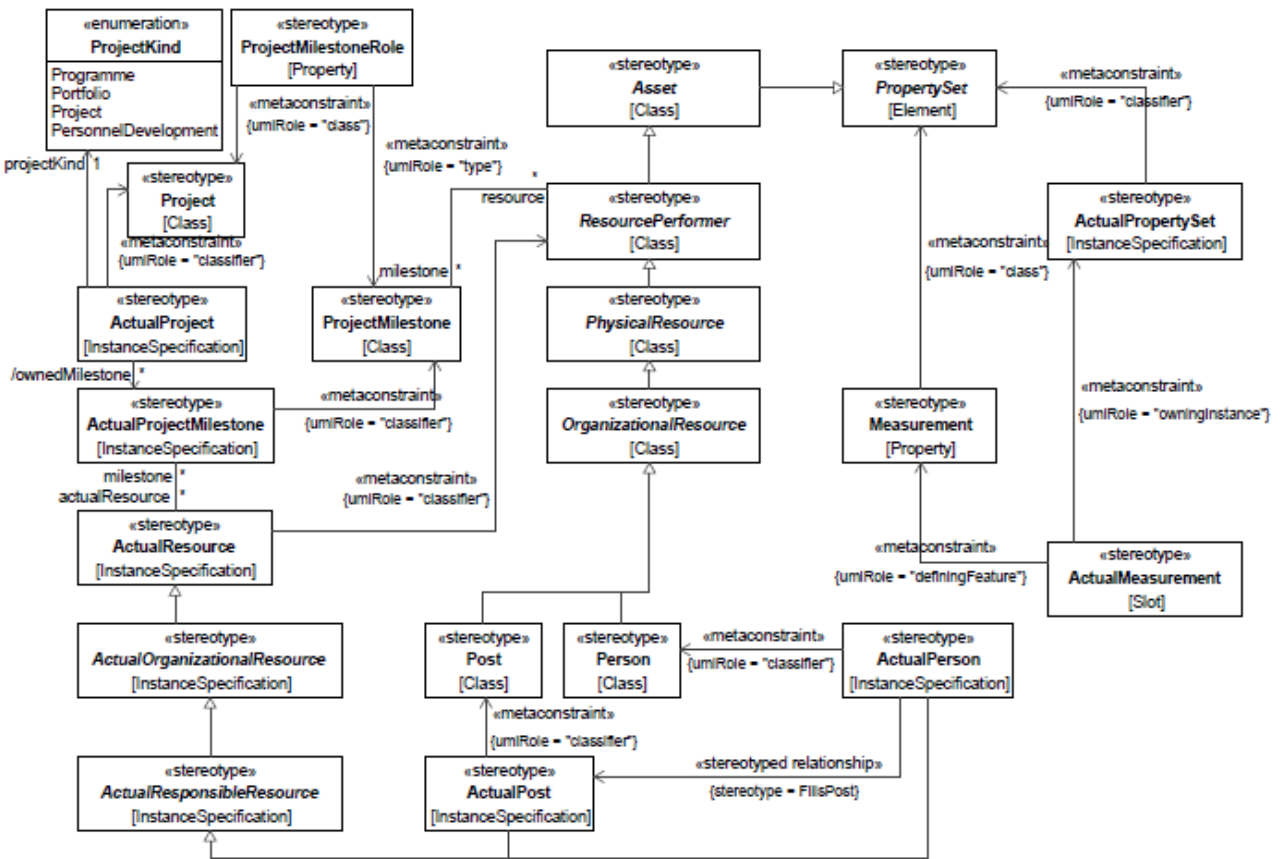 «enumeration»
ProjectKind
Programme
Portfolio
Project
PersonnelDevelopment
«stereotype»
ProjectMilestoneRole
[Property]
«stereotype»
Asset
[Class]
«stereotype»
PropertySet
[Element]
«metaconstraint»
{umlRole = "classifier"}
«metaconstraint»
{umlRole = "class"}
«metaconstraint»
{umlRole = "type"}
projectKind 1
«stereotype»
Project
[Class]
«metaconstraint»
{umlRole = "classifier"}
*
resource
«stereotype»
ResourcePerformer
[Class]
«stereotype»
ActualPropertySet
[InstanceSpecification]
«metaconstraint»
{umlRole = "class"}
milestone *
«stereotype»
ActualProject
[InstanceSpecification]
«stereotype»
ProjectMilestone
[Class]
«stereotype»
PhysicalResource
[Class]
/ownedMilestone *
«stereotype»
ActualProjectMilestone
[InstanceSpecification]
«metaconstraint»
{umlRole = "classifier"}
«stereotype»
OrganizationalResource
[Class]
«stereotype»
Measurement
[Property]
«metaconstraint»
{umlRole = "owningInstance"}
milestone *
actualResource *
«metaconstraint»
{umlRole = "classifier"}
«stereotype»
ActualResource
[InstanceSpecification]
«metaconstraint»
{umlRole = "definingFeature"}
«stereotype»
ActualMeasurement
[Slot]
«stereotype»
ActualOrganizationalResource
[InstanceSpecification]
«stereotype»
Post
[Class]
«stereotype»
Person
[Class]
«metaconstraint»
{umlRole = "classifier"}
«stereotype»
ActualPerson
[InstanceSpecification]
«metaconstraint»
{umlRole = "classifier"}
«stereotype»
ActualResponsibleResource
[InstanceSpecification]
«stereotype»
ActualPost
[InstanceSpecification]
«stereotyped relationship»
{stereotype = FillsPost}